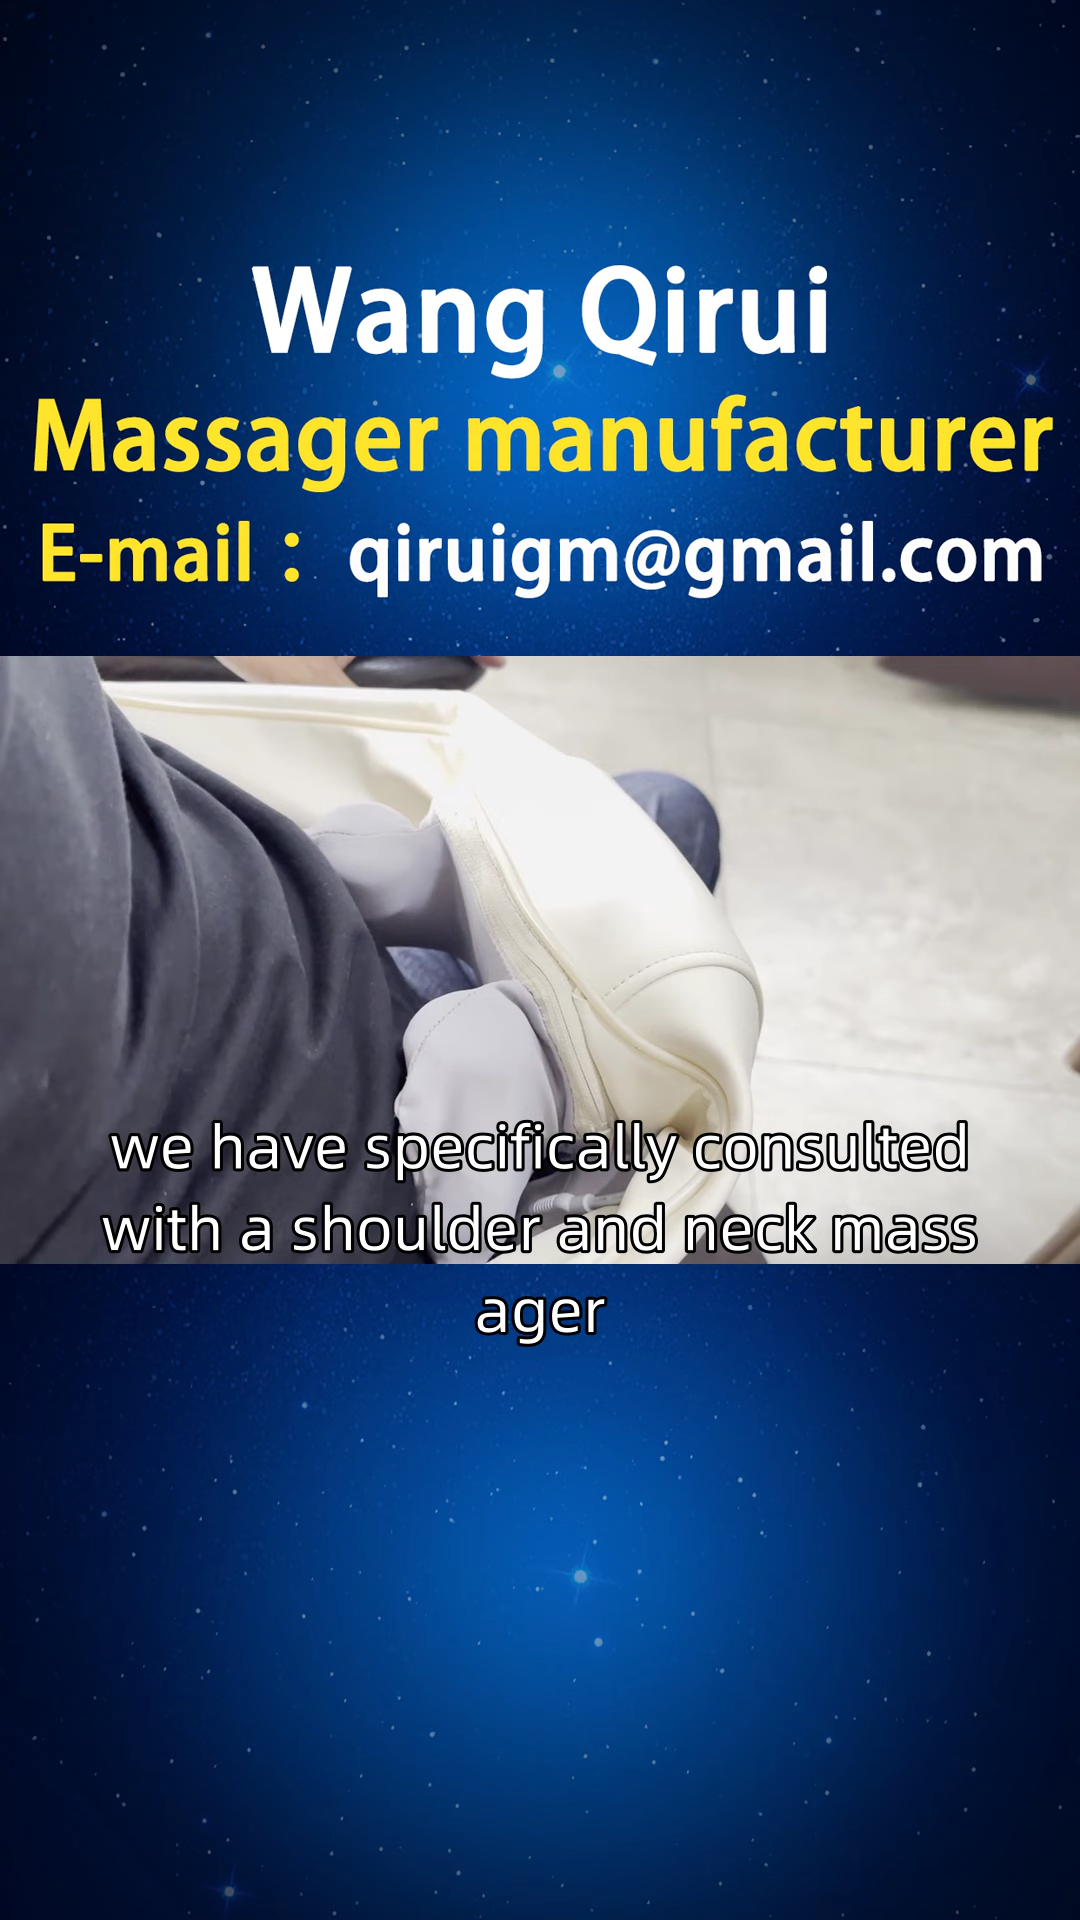 Wang Qirui
Massager manufacturer
E-mail： qiruigm@gmail.com
we have specifically consulted
with a shoulder and neck mass
ager